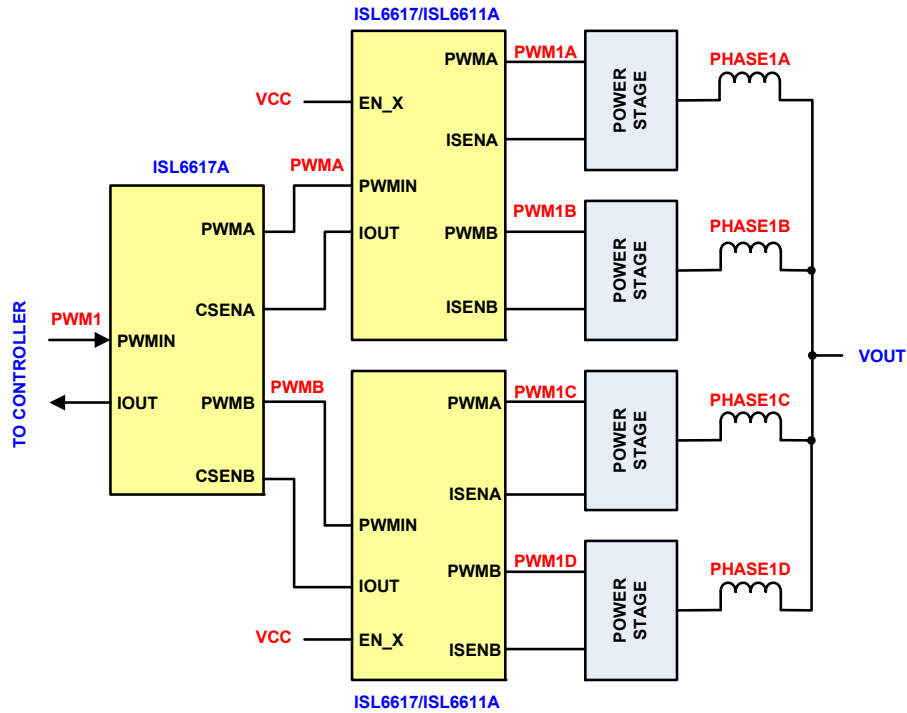 ISL6617/ISL6611A
PWMA
PWM1A
POWER STAGE
PHASE1A
VCC
EN_X
ISENA
ISL6617A
PWMA
PWMIN
PWMA
IOUT
PWMB
PWM1B
POWER STAGE
PHASE1B
CSENA
ISENB
TO CONTROLLER
PWM1
PWMIN
VOUT
IOUT
PWMB
CSENB
PWMB
PWMA
PWM1C
POWER STAGE
PHASE1C
ISENA
PWMIN
PWMB
PWM1D
POWER STAGE
PHASE1D
IOUT
VCC
EN_X
ISENB
ISL6617/ISL6611A